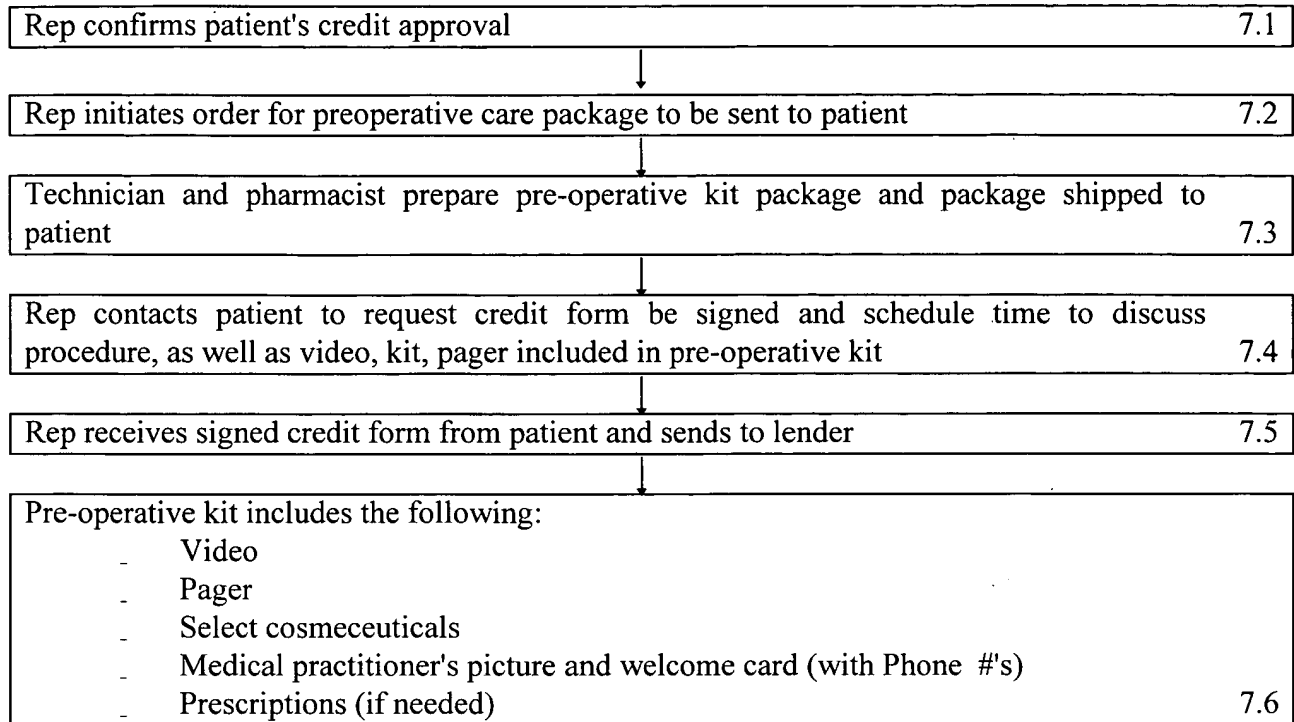 Rep confirms patient's credit approval 7.1
Rep initiates order for preoperative care package to be sent to patient 7.2
Technician and pharmacist prepare pre-operative kit package and package shipped to
patient 7.3
Rep contacts patient to request credit form be signed and schedule time to discuss
procedure, as well as video, kit, pager included in pre-operative kit 7.4
Rep receives signed credit form from patient and sends to lender 7.5
Pre-operative kit includes the following:
- Video
- Pager
- Select cosmeceuticals
- Medical practitioner's picture and welcome card (with Phone #'s)
- Prescriptions (if needed) 7.6